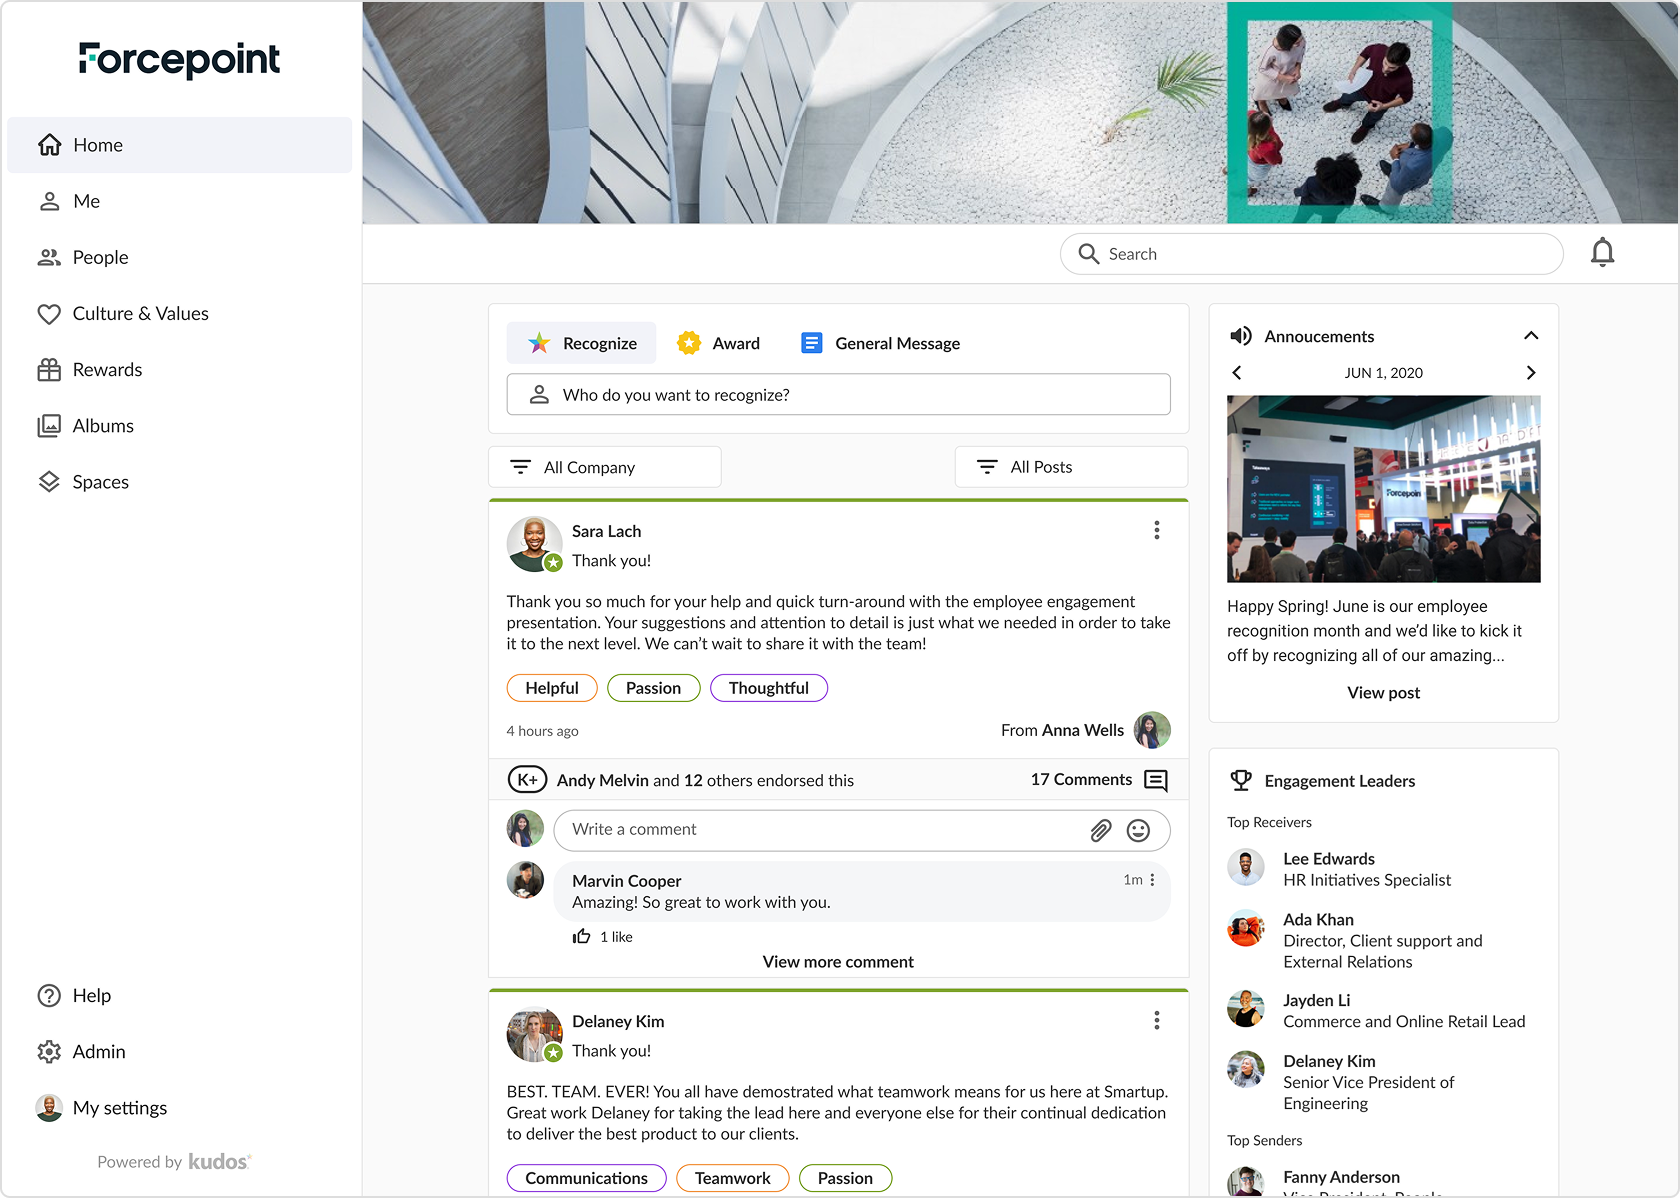 Forcepoint
Home
Me
People
Culture & Values
Rewards
Albums
Spaces
Help
Admin
My settings
Powered by kudos
Search
Recognize
Award
General Message
Who do you want to recognize?
All Company
All Posts
Sara Lach
Thank you!
Thank you so much for your help and quick turn-around with the employee engagement
presentation. Your suggestions and attention to detail is just what we needed in order to take
it to the next level. We can't wait to share it with the team!
Helpful
Passion
Thoughtful
4 hours ago
From Anna Wells
K+
Andy Melvin and 12 others endorsed this
17 Comments
Write a comment
Marvin Cooper
1m
Amazing! So great to work with you.
1 like
View more comment
Delaney Kim
Thank you!
BEST. TEAM. EVER! You all have demostrated what teamwork means for us here at Smartup.
Great work Delaney for taking the lead here and everyone else for their continual dedication
to deliver the best product to our clients.
Communications
Teamwork
Passion
Annoucements
JUN 1, 2020
Takeaways
Forcepoint
Happy Spring! June is our employee
recognition month and we'd like to kick it
off by recognizing all of our amazing...
View post
Engagement Leaders
Top Receivers
Lee Edwards
HR Initiatives Specialist
Ada Khan
Director, Client support and
External Relations
Jayden Li
Commerce and Online Retail Lead
Delaney Kim
Senior Vice President of
Engineering
Top Senders
Fanny Anderson
Vice President, People